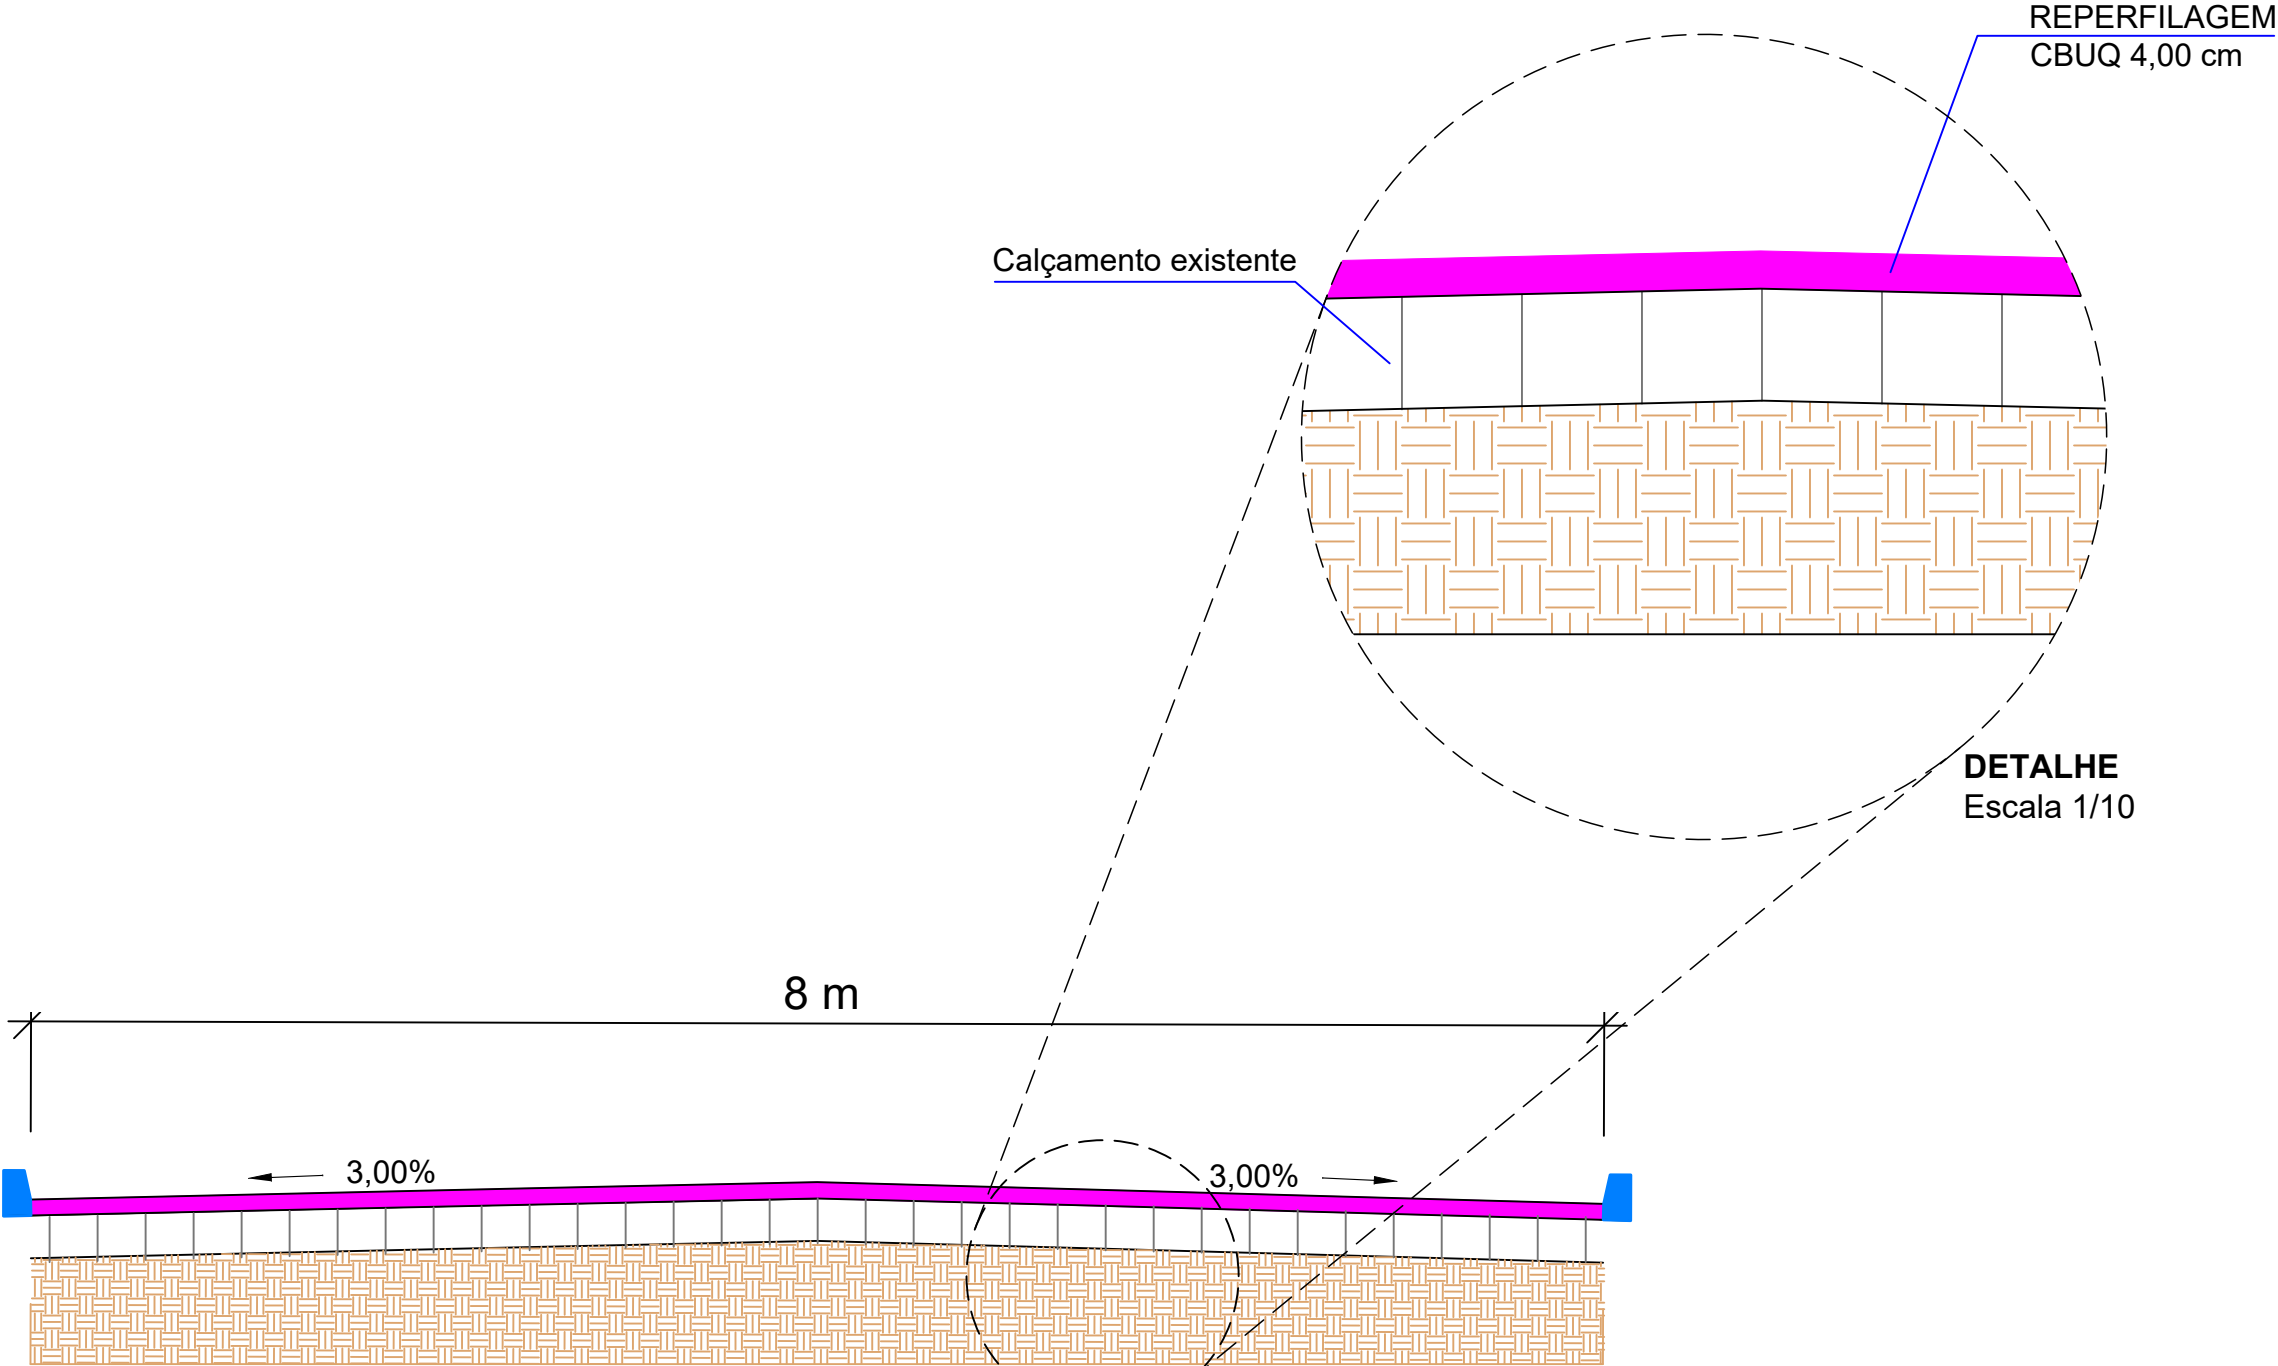 REPERFILAGEM
CBUQ 4,00 cm
Calçamento existente
DETALHE
Escala 1/10
8 m
3,00%
3,00%